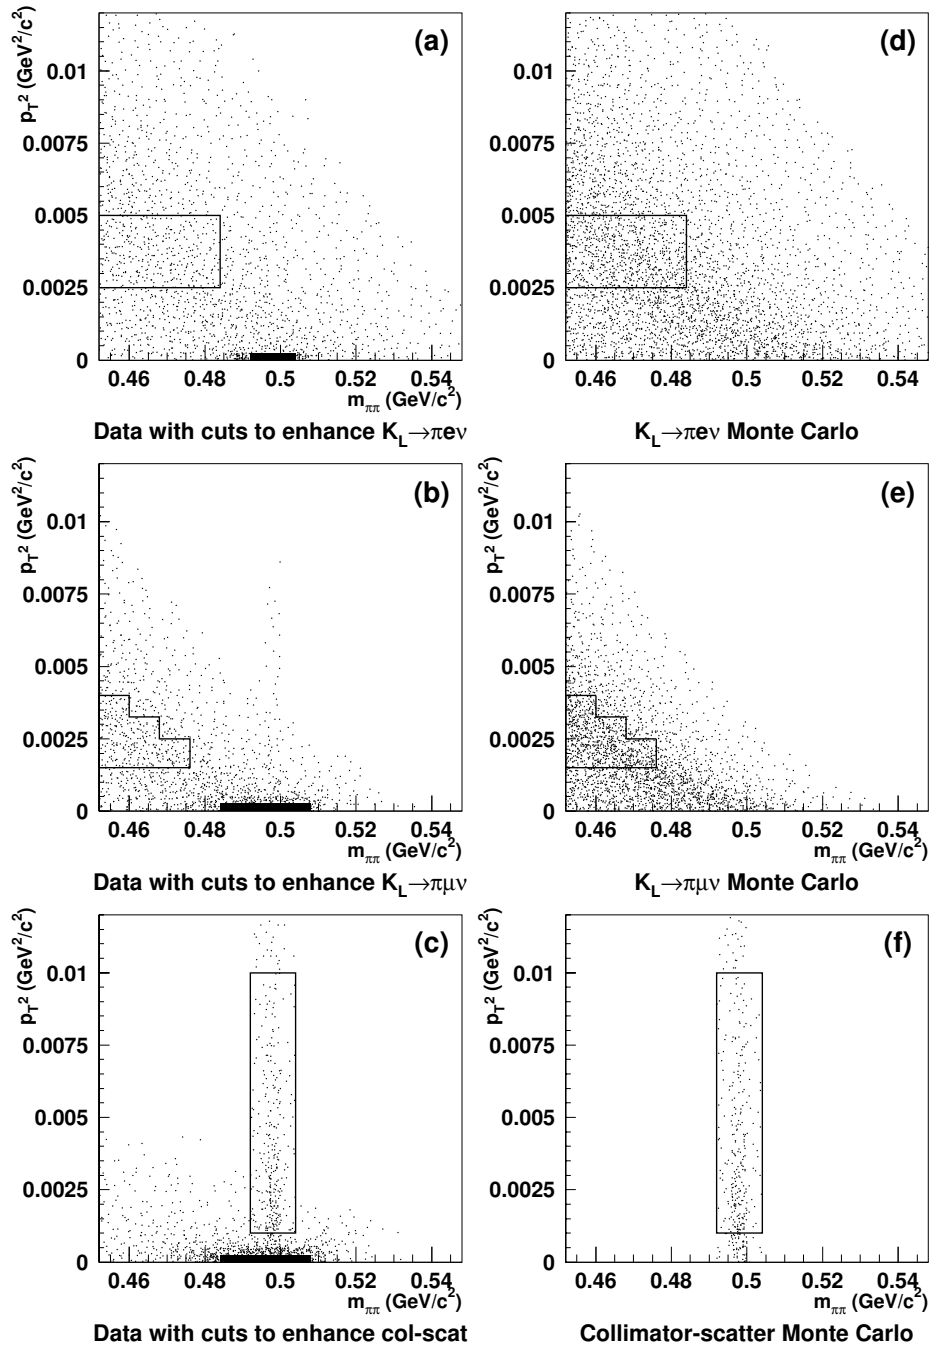 (a)
p_T^2 (GeV^2/c^2)
0.01
0.0075
0.005
0.0025
0
0.46 0.48 0.5 0.52 0.54
m_ππ (GeV/c^2)
Data with cuts to enhance K_L→πeν
(d)
p_T^2 (GeV^2/c^2)
0.01
0.0075
0.005
0.0025
0
0.46 0.48 0.5 0.52 0.54
K_L→πeν Monte Carlo
(b)
p_T^2 (GeV^2/c^2)
0.01
0.0075
0.005
0.0025
0
0.46 0.48 0.5 0.52 0.54
m_ππ (GeV/c^2)
Data with cuts to enhance K_L→πμν
(e)
p_T^2 (GeV^2/c^2)
0.01
0.0075
0.005
0.0025
0
0.46 0.48 0.5 0.52 0.54
m_ππ (GeV/c^2)
K_L→πμν Monte Carlo
(c)
p_T^2 (GeV^2/c^2)
0.01
0.0075
0.005
0.0025
0
0.46 0.48 0.5 0.52 0.54
m_ππ (GeV/c^2)
Data with cuts to enhance col-scat
(f)
p_T^2 (GeV^2/c^2)
0.01
0.0075
0.005
0.0025
0
0.46 0.48 0.5 0.52 0.54
m_ππ (GeV/c^2)
Collimator-scatter Monte Carlo